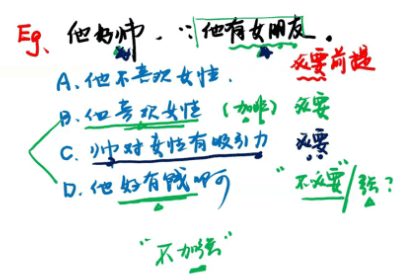 Eg、他好帅．∵他有女朋友。
必要前提
A、他不喜欢女性．
B、他喜欢女性（加非）必要
C、帅对女性有吸引力 必要
D、他好有钱啊 “不必要”/强？
“不加强”